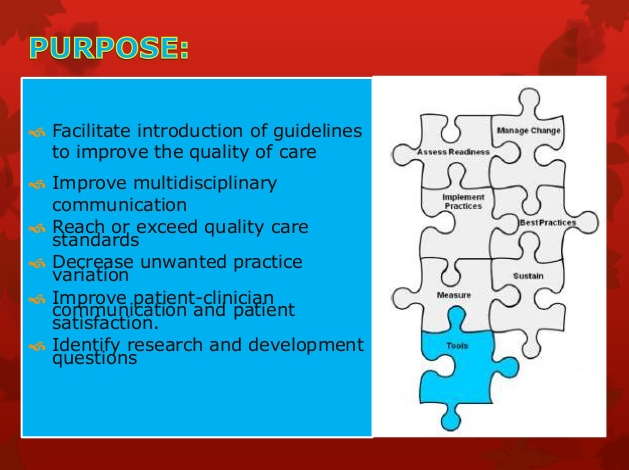 PURPOSE:
Facilitate introduction of guidelines
to improve the quality of care
Improve multidisciplinary
communication
Reach or exceed quality care
standards
Decrease unwanted practice
variation
Improve patient-clinician
communication and patient
satisfaction.
Identify research and development
questions
Manage Change
Assess Readiness
Implement
Practices
Best Practices
Sustain
Measure
Tools